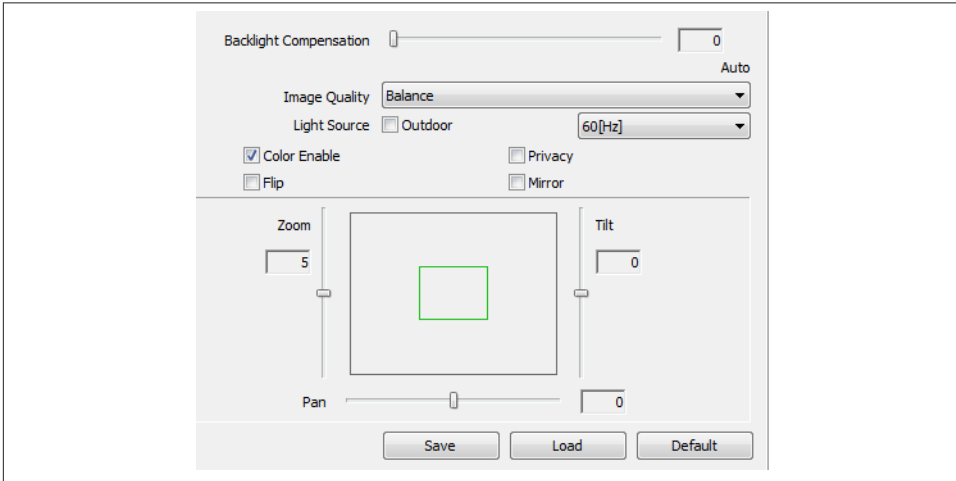 Backlight Compensation 0
Auto
Image Quality Balance
Light Source Outdoor 60[Hz]
Color Enable Privacy
Flip Mirror
Zoom Tilt
5 0
Pan 0
Save Load Default